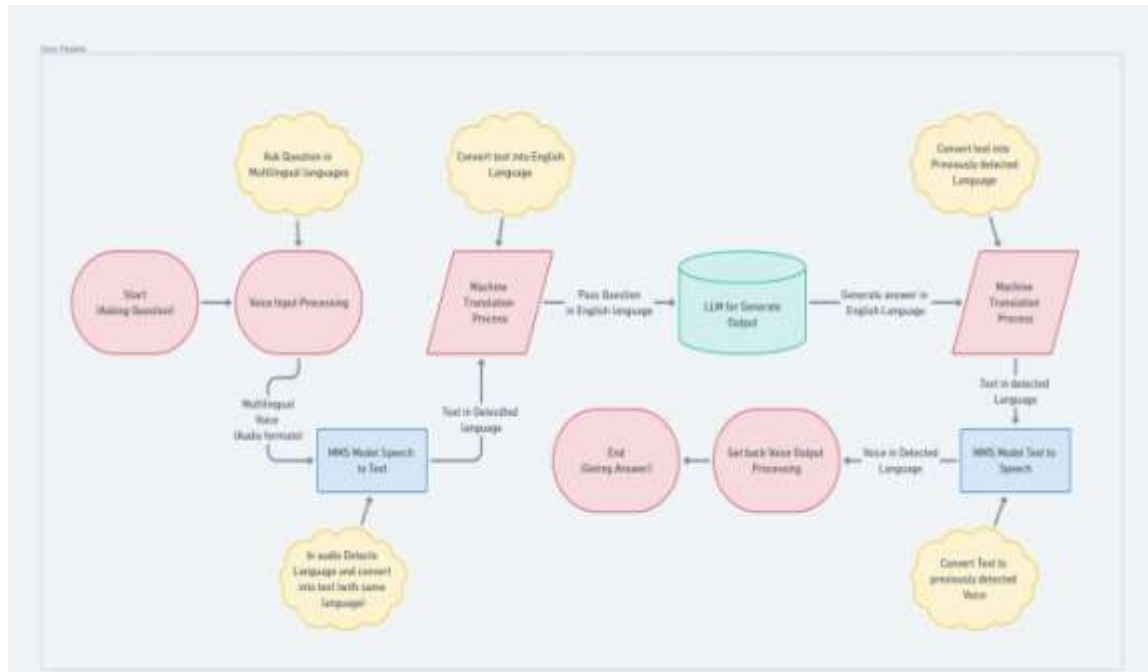 Ask Question in
Multilingual languages
Convert text into English
Language
Convert text into
Previously detected
Language
Start
(Asking Question)
Voice Input Processing
Machine
Translation
Process
Pass Question
in English language
LLM for Generate
Output
Generate answer in
English Language
Machine
Translation
Process
Multilingual
Voice
(Audio formate)
Text in
language
Text in detected
Language
MMS Model Speech
to Text
End
(Getting Answer)
Get back Voice Output
Processing
Voice in Detected
Language
MMS Model Text to
Speech
In audio Detects
Language and convert
into text (with same
language)
Convert Text to
previously detected
Voice